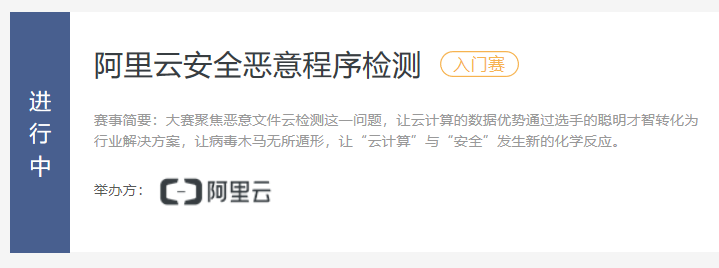 进行中
阿里云安全恶意程序检测 入门赛
赛事简要：大赛聚焦恶意文件云检测这一问题，让云计算的数据优势通过选手的聪明才智转化为
行业解决方案，让病毒木马无所遁形，让“云计算”与“安全”发生新的化学反应。
举办方： 阿里云